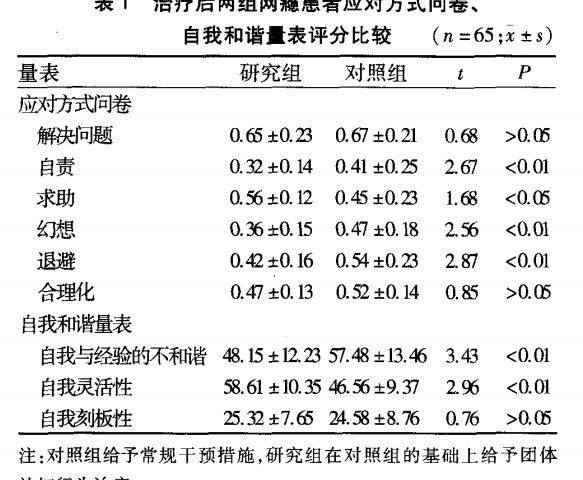 表1 治疗后两组网瘾患者应对方式问卷、
自我和谐量表评分比较 (n=65; x̄±s)
量表 研究组 对照组 t P
应对方式问卷
解决问题 0.65±0.23 0.67±0.21 0.68 >0.05
自责 0.32±0.14 0.41±0.25 2.67 <0.01
求助 0.56±0.12 0.45±0.23 1.68 <0.05
幻想 0.36±0.15 0.47±0.18 2.56 <0.01
退避 0.42±0.16 0.54±0.23 2.87 <0.01
合理化 0.47±0.13 0.52±0.14 0.85 >0.05
自我和谐量表
自我与经验的不和谐 48.15±12.23 57.48±13.46 3.43 <0.01
自我灵活性 58.61±10.35 46.56±9.37 2.96 <0.01
自我刻板性 25.32±7.65 24.58±8.76 0.76 >0.05
注:对照组给予常规干预措施,研究组在对照组的基础上给予团体